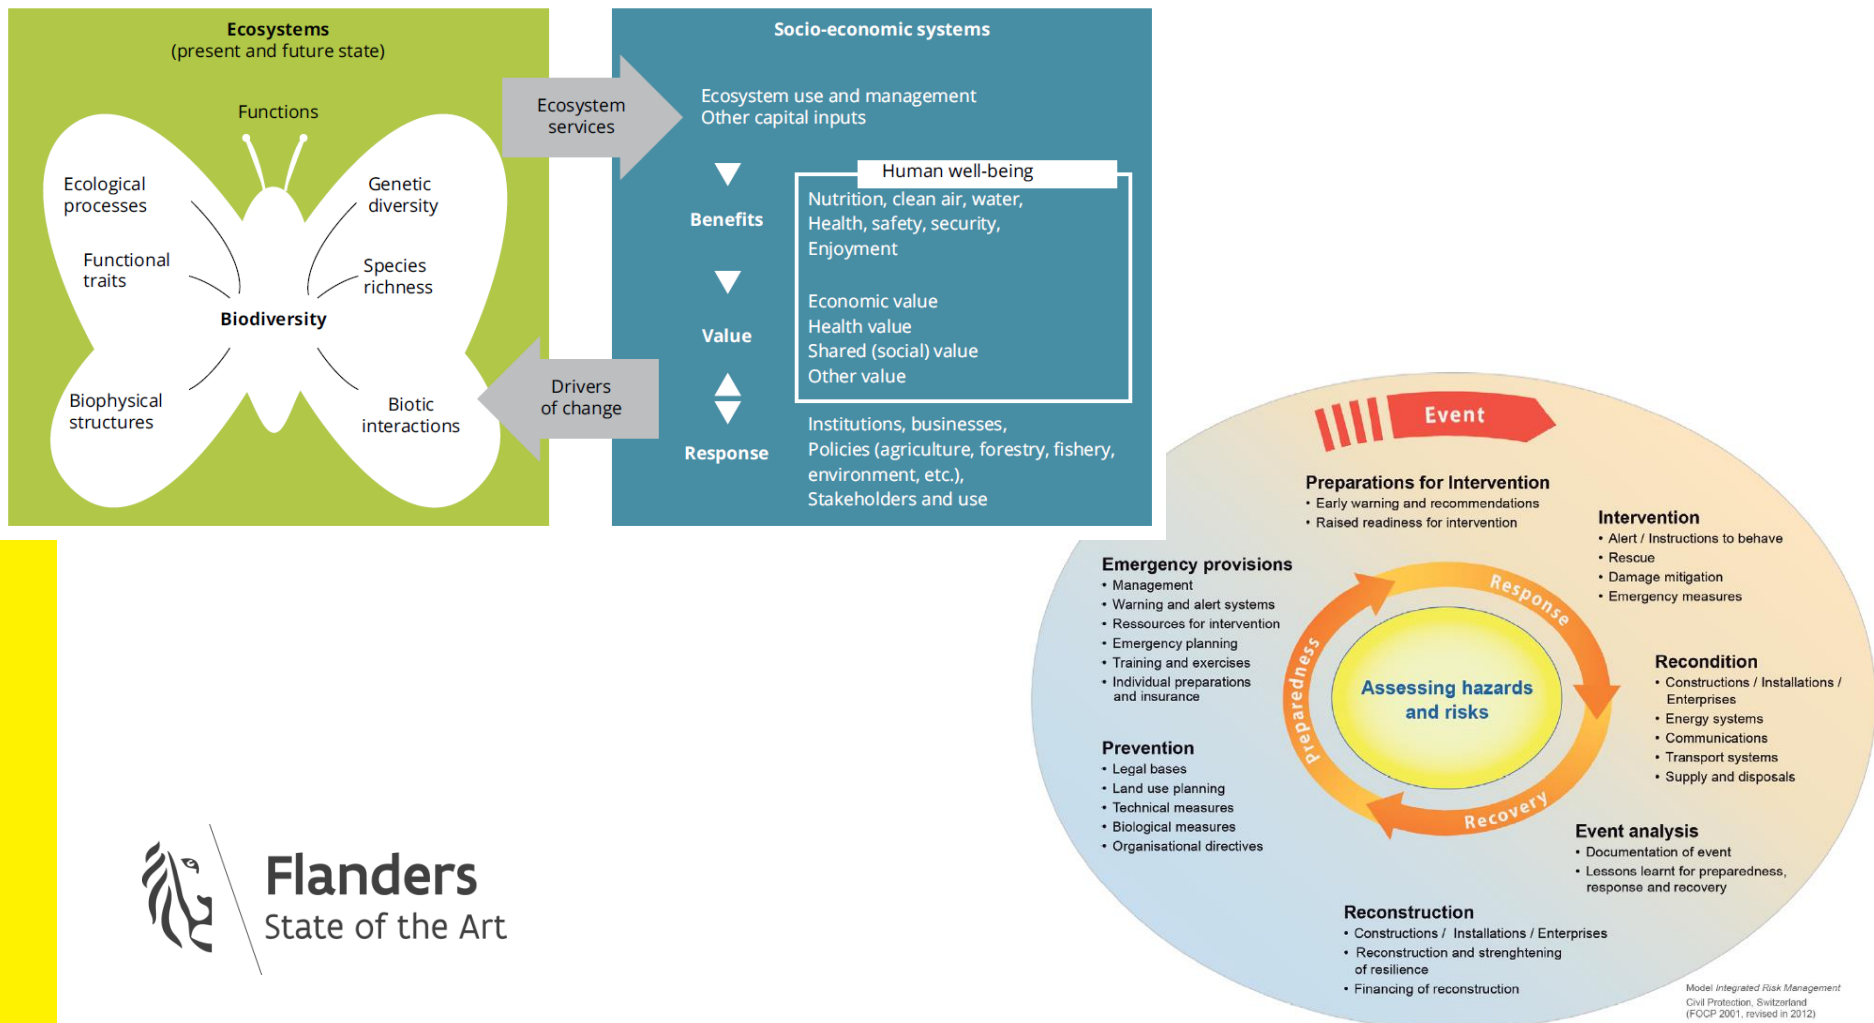 Ecosystems
(present and future state)
Functions
Ecological
processes
Genetic
diversity
Functional
traits
Species
richness
Biodiversity
Biophysical
structures
Biotic
interactions
Ecosystem
services
Drivers
of change
Socio-economic systems
Ecosystem use and management
Other capital inputs
Human well-being
Benefits
Nutrition, clean air, water,
Health, safety, security,
Enjoyment
Value
Economic value
Health value
Shared (social) value
Other value
Response
Institutions, businesses,
Policies (agriculture, forestry, fishery,
environment, etc.),
Stakeholders and use
Event
Preparations for Intervention
• Early warning and recommendations
• Raised readiness for intervention
Intervention
• Alert / Instructions to behave
• Rescue
• Damage mitigation
• Emergency measures
Emergency provisions
• Management
• Warning and alert systems
• Ressources for intervention
• Emergency planning
• Training and exercises
• Individual preparations
and insurance
Response
Preparedness
Recovery
Assessing hazards
and risks
Recondition
• Constructions / Installations /
Enterprises
• Energy systems
• Communications
• Transport systems
• Supply and disposals
Prevention
• Legal bases
• Land use planning
• Technical measures
• Biological measures
• Organisational directives
Event analysis
• Documentation of event
• Lessons learnt for preparedness,
response and recovery
Reconstruction
• Constructions / Installations / Enterprises
• Reconstruction and strenghtening
of resilience
• Financing of reconstruction
Model Integrated Risk Management
Civil Protection, Switzerland
(FOCP 2001, revised in 2012)
Flanders
State of the Art